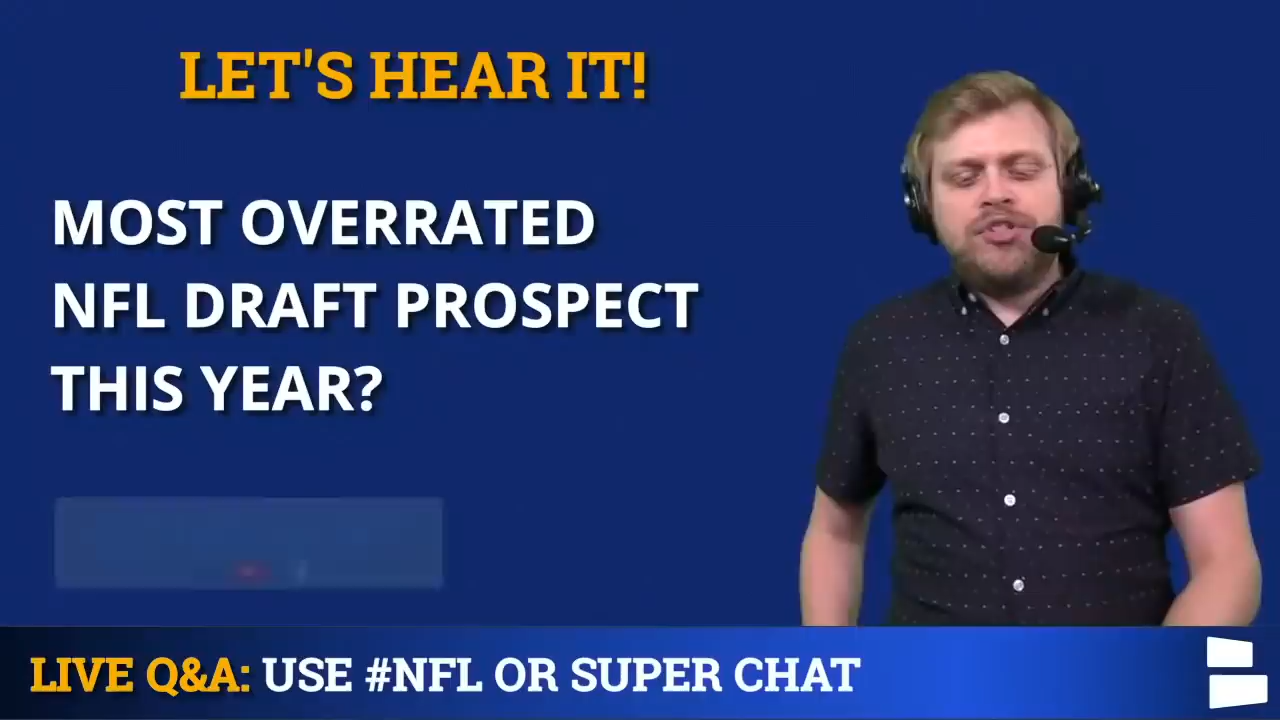 LET'S HEAR IT!
MOST OVERRATED
NFL DRAFT PROSPECT
THIS YEAR?
LIVE Q&A: USE #NFL OR SUPER CHAT